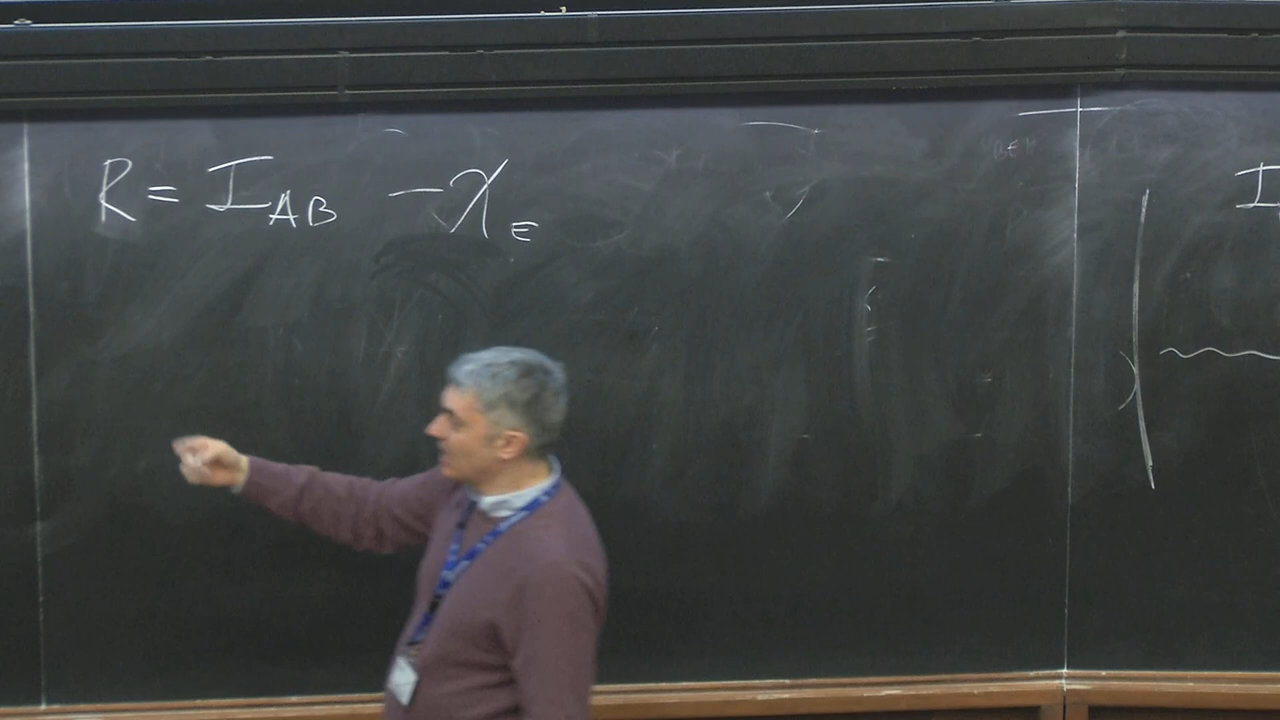 R = I_AB - χ_E
I